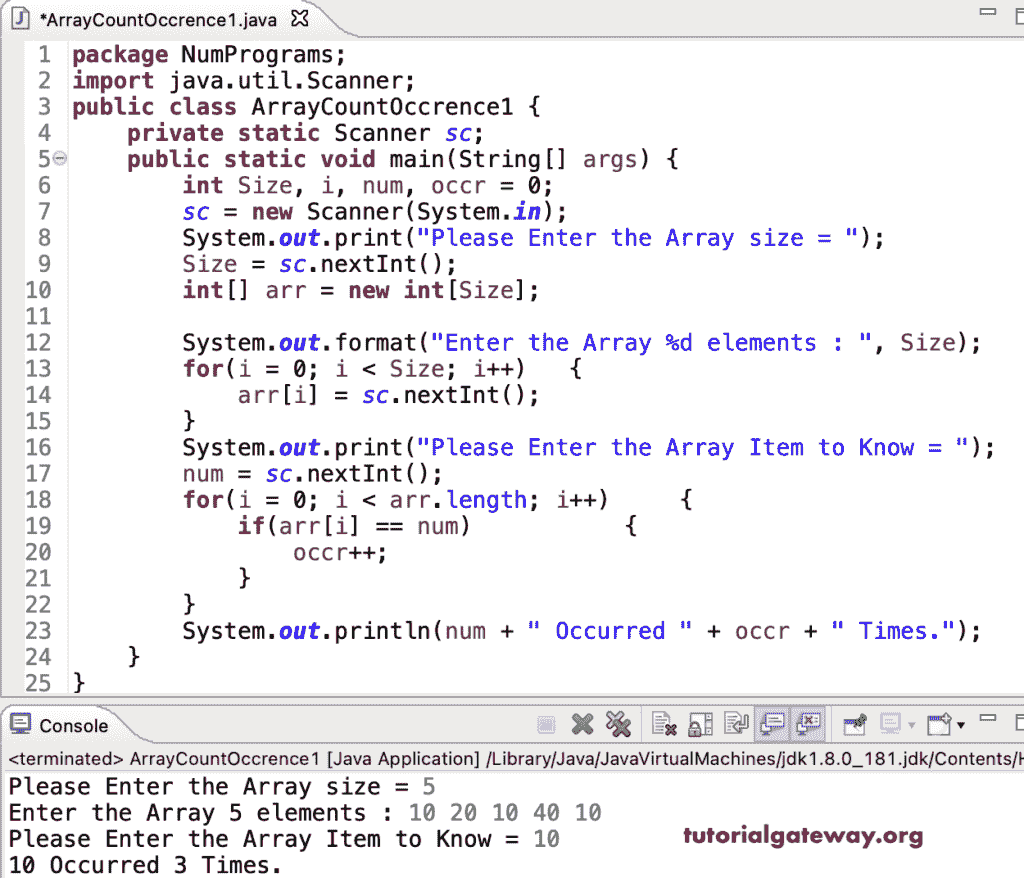 *ArrayCountOccrence1.java
1 package NumPrograms;
2 import java.util.Scanner;
3 public class ArrayCountOccrence1 {
4     private static Scanner sc;
5     public static void main(String[] args) {
6         int Size, i, num, occr = 0;
7         sc = new Scanner(System.in);
8         System.out.print("Please Enter the Array size = ");
9         Size = sc.nextInt();
10         int[] arr = new int[Size];
11
12         System.out.format("Enter the Array %d elements : ", Size);
13         for(i = 0; i < Size; i++)   {
14             arr[i] = sc.nextInt();
15         }
16         System.out.print("Please Enter the Array Item to Know = ");
17         num = sc.nextInt();
18         for(i = 0; i < arr.length; i++)     {
19             if(arr[i] == num)           {
20                 occr++;
21             }
22         }
23         System.out.println(num + " Occurred " + occr + " Times.");
24     }
25 }
Console
<terminated> ArrayCountOccrence1 [Java Application] /Library/Java/JavaVirtualMachines/jdk1.8.0_181.jdk/Contents/
Please Enter the Array size = 5
Enter the Array 5 elements : 10 20 10 40 10
Please Enter the Array Item to Know = 10
10 Occurred 3 Times.
tutorialgateway.org